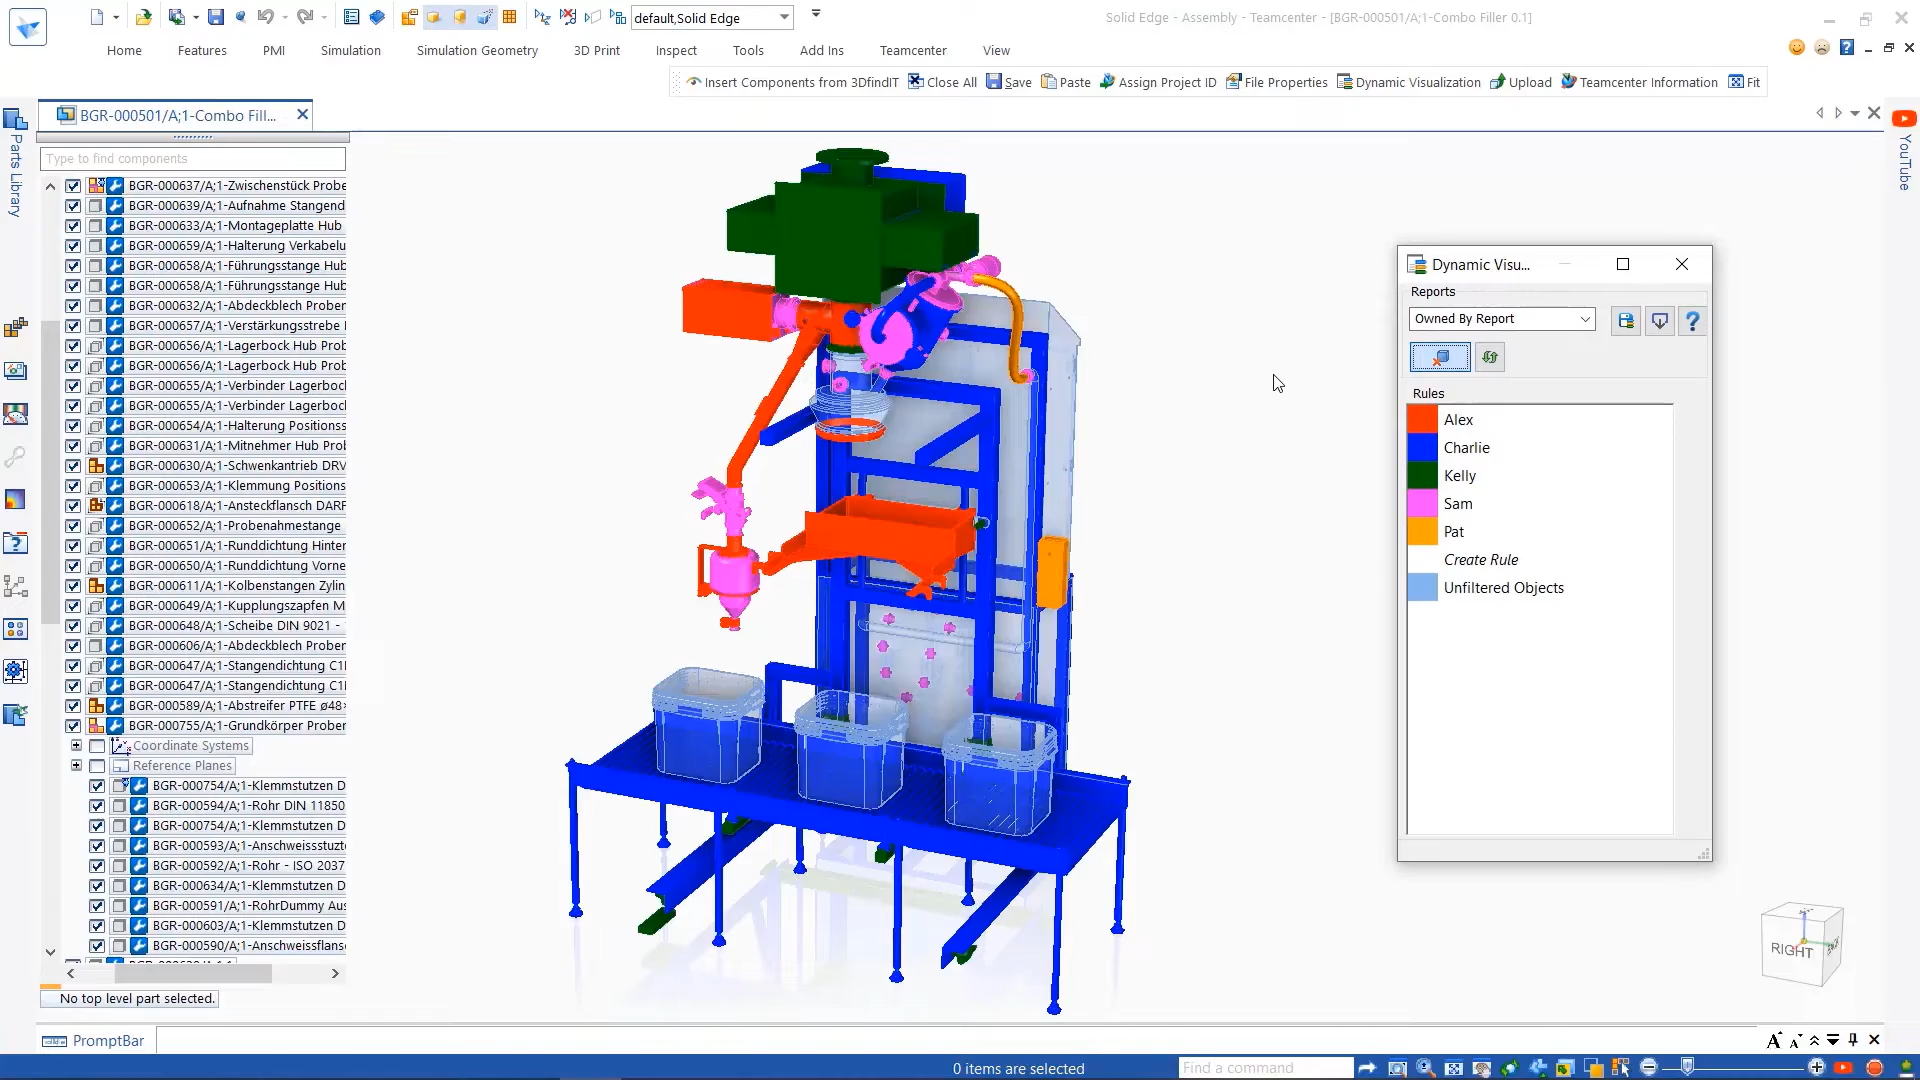 default,Solid Edge
Solid Edge - Assembly - Teamcenter - [BGR-000501/A;1-Combo Filler 0.1]
Home Features PMI Simulation Simulation Geometry 3D Print Inspect Tools Add Ins Teamcenter View
Insert Components from 3DfindIT Close All Save Paste Assign Project ID File Properties Dynamic Visualization Upload Teamcenter Information Fit
BGR-000501/A;1-Combo Fill...
Parts Library
YouTube
Type to find components
BGR-000637/A;1-Zwischenstück Probe
BGR-000639/A;1-Aufnahme Stangend
BGR-000633/A;1-Montageplatte Hub
BGR-000659/A;1-Halterung Verkabelu
BGR-000658/A;1-Führungsstange Hub
BGR-000658/A;1-Führungsstange Hub
BGR-000632/A;1-Abdeckblech Prober
BGR-000657/A;1-Verstärkungsstrebe
BGR-000656/A;1-Lagerbock Hub Prob
BGR-000656/A;1-Lagerbock Hub Prob
BGR-000655/A;1-Verbinder Lagerbock
BGR-000655/A;1-Verbinder Lagerbock
BGR-000654/A;1-Halterung Positionss
BGR-000631/A;1-Mitnehmer Hub Prob
BGR-000630/A;1-Schwenkantrieb DRV
BGR-000653/A;1-Klemmung Positions
BGR-000618/A;1-Ansteckflansch DARF
BGR-000652/A;1-Probenahmestange
BGR-000651/A;1-Runddichtung Hinter
BGR-000650/A;1-Runddichtung Vorne
BGR-000611/A;1-Kolbenstangen Zylin
BGR-000649/A;1-Kupplungszapfen M
BGR-000648/A;1-Scheibe DIN 9021 -
BGR-000606/A;1-Abdeckblech Prober
BGR-000647/A;1-Stangendichtung C1
BGR-000647/A;1-Stangendichtung C1
BGR-000589/A;1-Abstreifer PTFE ø48
BGR-000755/A;1-Grundkörper Prober
Coordinate Systems
Reference Planes
BGR-000754/A;1-Klemmstutzen D
BGR-000594/A;1-Rohr DIN 11850
BGR-000754/A;1-Klemmstutzen D
BGR-000593/A;1-Anschweissstutz
BGR-000592/A;1-Rohr - ISO 2037
BGR-000634/A;1-Klemmstutzen D
BGR-000591/A;1-RohrDummy Aus
BGR-000603/A;1-Klemmstutzen D
BGR-000590/A;1-Anschweissflans
No top level part selected.
Dynamic Visu...
Reports
Owned By Report
Rules
Alex
Charlie
Kelly
Sam
Pat
Create Rule
Unfiltered Objects
RIGHT
PromptBar
0 items are selected
Find a command